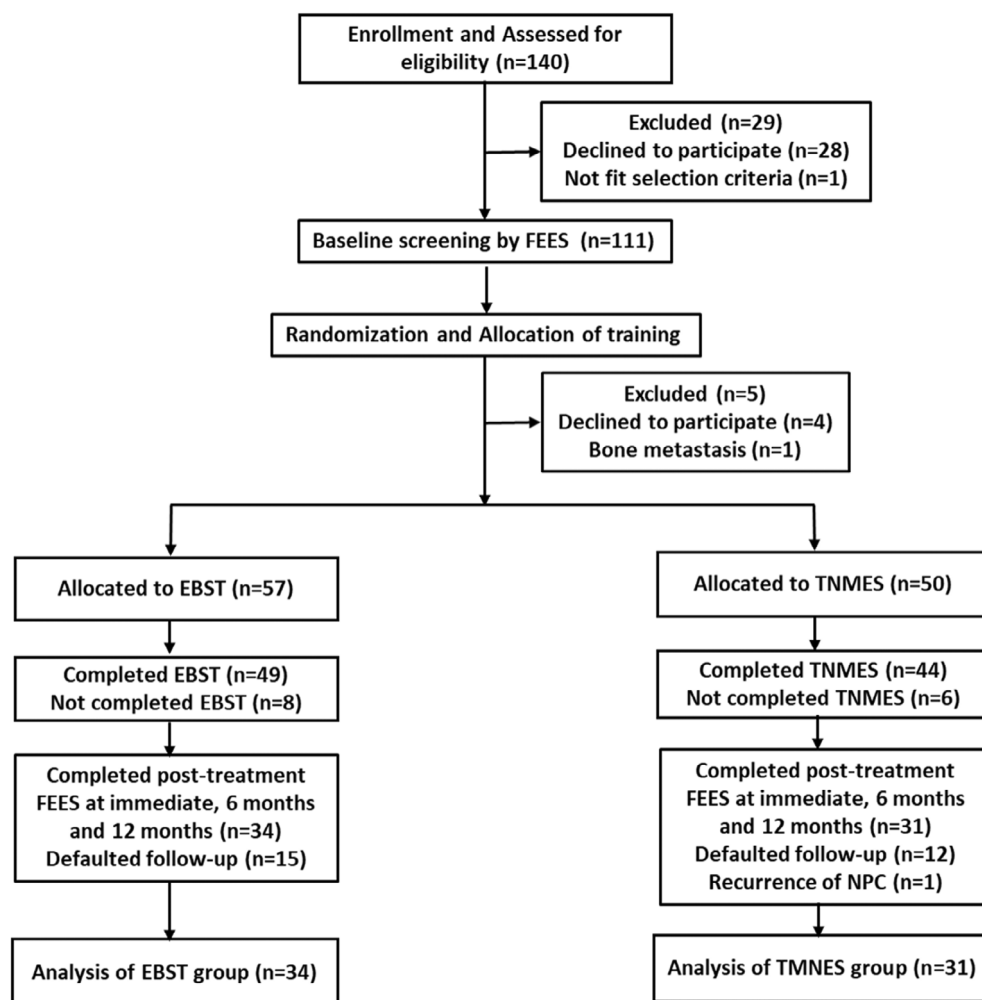 Enrollment and Assessed for
eligibility (n=140)
Excluded (n=29)
Declined to participate (n=28)
Not fit selection criteria (n=1)
Baseline screening by FEES (n=111)
Randomization and Allocation of training
Excluded (n=5)
Declined to participate (n=4)
Bone metastasis (n=1)
Allocated to EBST (n=57)
Allocated to TNMES (n=50)
Completed EBST (n=49)
Not completed EBST (n=8)
Completed TNMES (n=44)
Not completed TNMES (n=6)
Completed post-treatment
FEES at immediate, 6 months
and 12 months (n=34)
Defaulted follow-up (n=15)
Completed post-treatment
FEES at immediate, 6 months
and 12 months (n=31)
Defaulted follow-up (n=12)
Recurrence of NPC (n=1)
Analysis of EBST group (n=34)
Analysis of TMNES group (n=31)